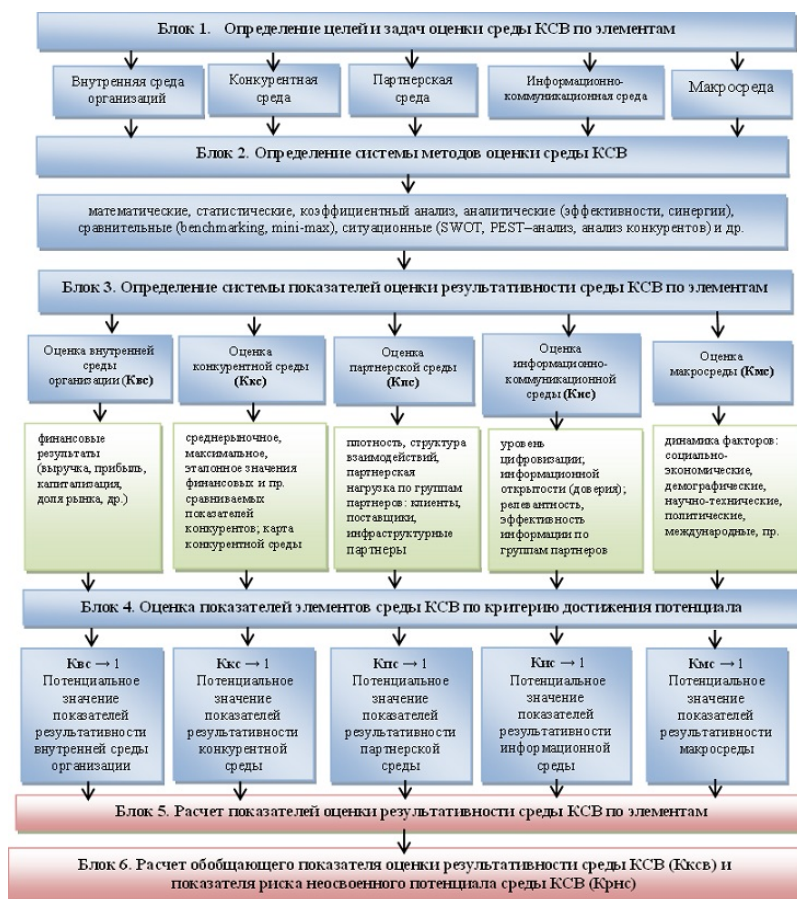 Блок 1. Определение целей и задач оценки среды КСВ по элементам
Внутренняя среда
организаций
Конкурентная
среда
Партнерская
среда
Информационно-
коммуникационная среда
Макросреда
Блок 2. Определение системы методов оценки среды КСВ
математические, статистические, коэффициентный анализ, аналитические (эффективности, синергии),
сравнительные (benchmarking, mini-max), ситуационные (SWOT, PEST–анализ, анализ конкурентов) и др.
Блок 3. Определение системы показателей оценки результативности среды КСВ по элементам
Оценка внутренней
среды
организации (Квс)
Оценка
конкурентной среды
(Ккс)
Оценка
партнерской среды
(Кпс)
Оценка
информационно-
коммуникационной
среды (Кис)
Оценка
макросреды (Кмс)
финансовые
результаты
(выручка, прибыль,
капитализация,
доля рынка, др.)
среднерыночное,
максимальное,
эталонное значения
финансовых и пр.
сравниваемых
показателей
конкурентов; карта
конкурентной среды
плотность, структура
взаимодействий,
партнерская
нагрузка по группам
партнеров: клиенты,
поставщики,
инфраструктурные
партнеры
уровень
цифровизации;
информационной
открытости (доверия);
релевантность,
эффективность
информации по
группам партнеров
динамика факторов:
социально-
экономические,
демографические,
научно-технические,
политические,
международные, пр.
Блок 4. Оценка показателей элементов среды КСВ по критерию достижения потенциала
Квс → 1
Потенциальное
значение
показателей
результативности
внутренней среды
организации
Ккс → 1
Потенциальное
значение
показателей
результативности
конкурентной
среды
Кпс → 1
Потенциальное
значение
показателей
результативности
партнерской
среды
Кис → 1
Потенциальное
значение
показателей
результативности
информационной
среды
Кмс → 1
Потенциальное
значение
показателей
результативности
макросреды
Блок 5. Расчет показателей оценки результативности среды КСВ по элементам
Блок 6. Расчет обобщающего показателя оценки результативности среды КСВ (Кксв) и
показателя риска неосвоенного потенциала среды КСВ (Крнс)